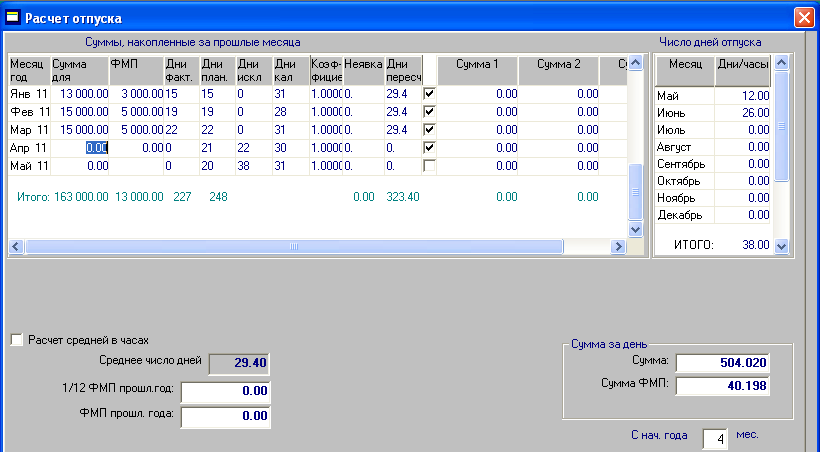 Расчет отпуска
Суммы, накопленные за прошлые месяца
Число дней отпуска
Месяц год Сумма для ФМП Дни факт. Дни план. Дни искл Дни кал Коэф-фицие Неявка Дни пересч Сумма 1 Сумма 2
Янв 11 13 000.00 3 000.00 15 15 0 31 1.0000 0. 29.4 0.00 0.00
Фев 11 15 000.00 5 000.00 19 19 0 28 1.0000 0. 29.4 0.00 0.00
Мар 11 15 000.00 5 000.00 22 22 0 31 1.0000 0. 29.4 0.00 0.00
Апр 11 0.00 0.00 0 21 22 30 1.0000 0. 0. 0.00 0.00
Май 11 0.00 0 20 38 31 1.0000 0. 0. 0.00 0.00
Итого: 163 000.00 13 000.00 227 248 0.00 323.40 0.00 0.00
Месяц Дни/часы
Май 12.00
Июнь 26.00
Июль 0.00
Август 0.00
Сентябрь 0.00
Октябрь 0.00
Ноябрь 0.00
Декабрь 0.00
ИТОГО: 38.00
Расчет средней в часах
Среднее число дней 29.40
1/12 ФМП прошл.год: 0.00
ФМП прошл. года: 0.00
Сумма за день
Сумма: 504.020
Сумма ФМП: 40.198
С нач. года 4 мес.